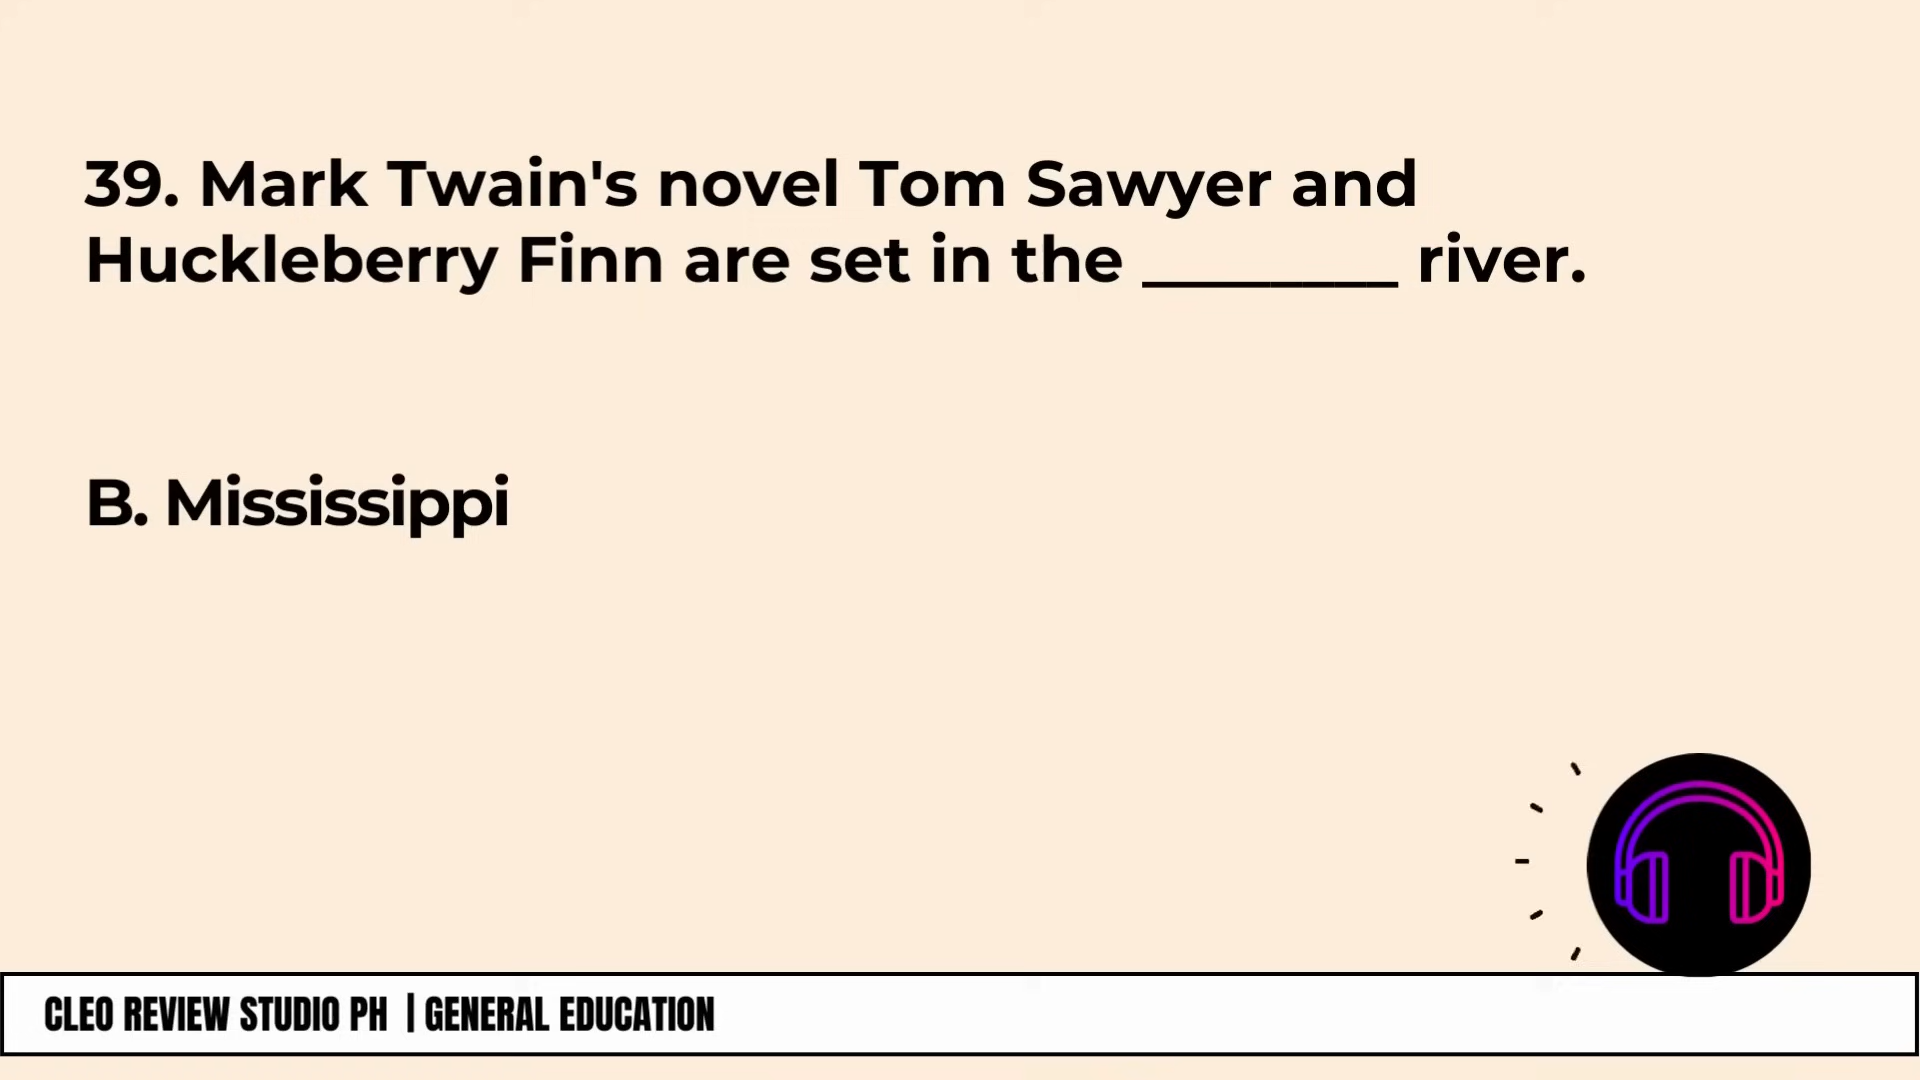 39. Mark Twain's novel Tom Sawyer and
Huckleberry Finn are set in the ________ river.
B. Mississippi
CLEO REVIEW STUDIO PH | GENERAL EDUCATION